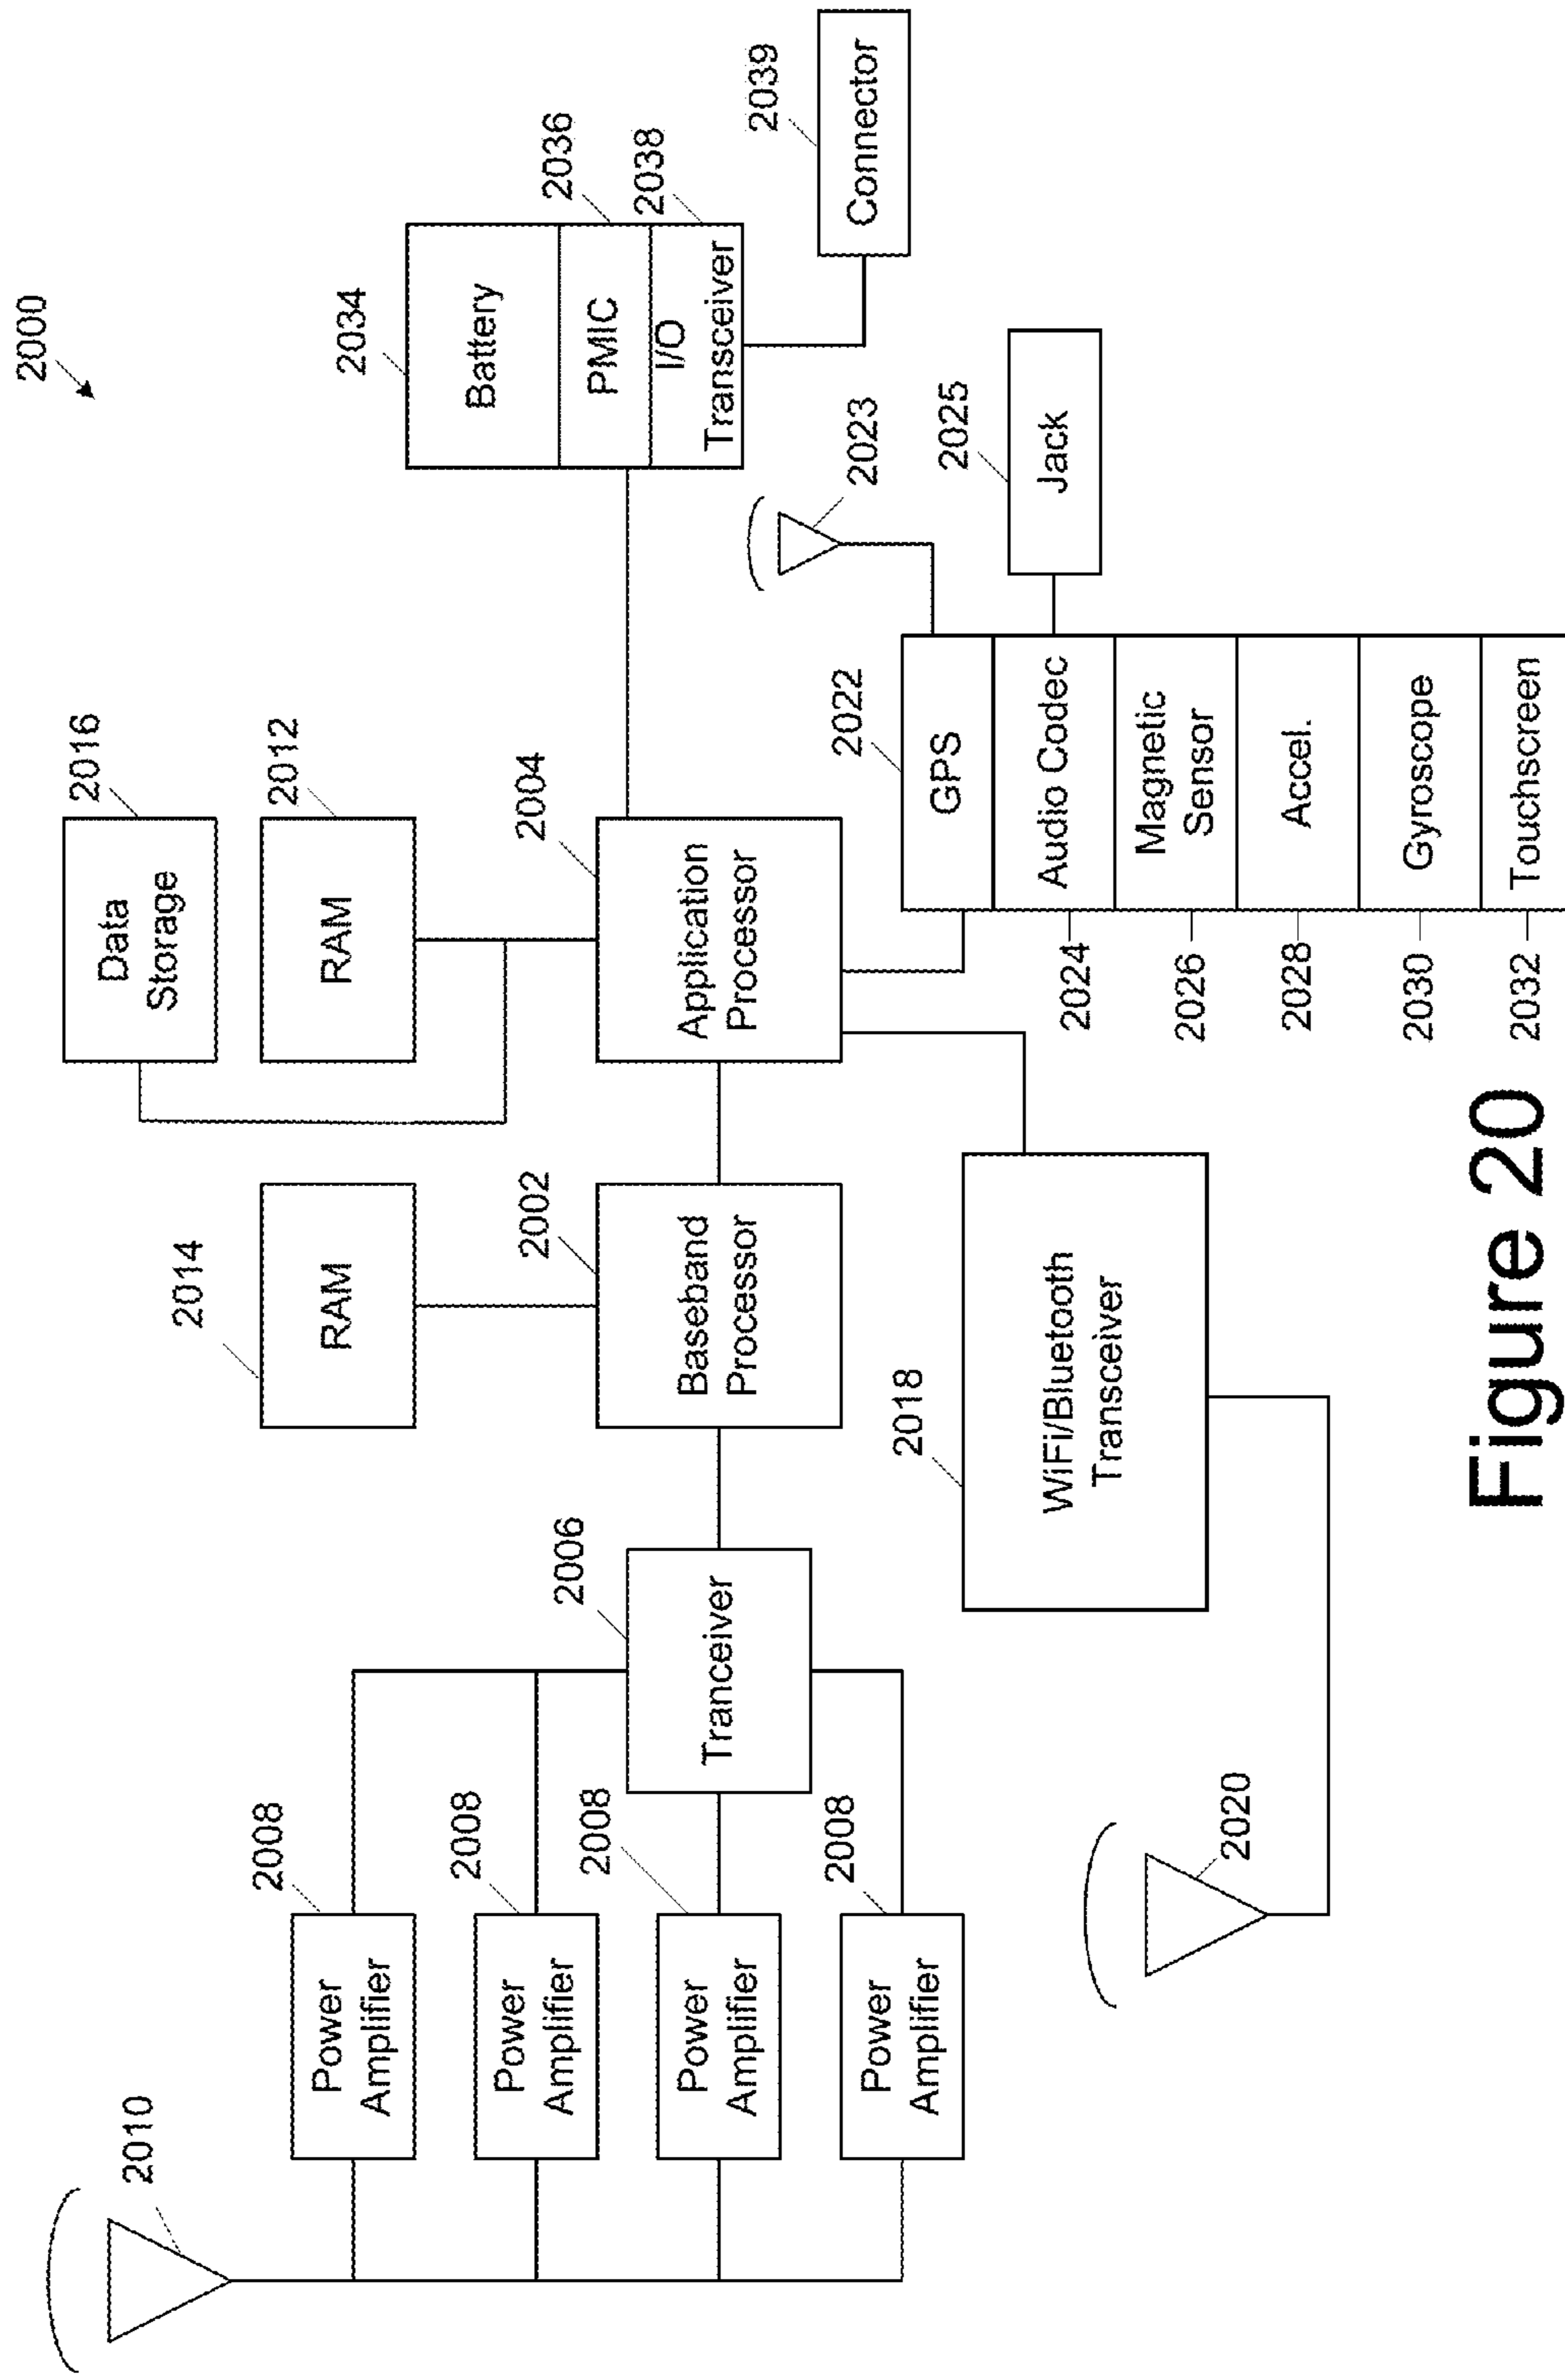 2000
2010
2008
Power
Amplifier
2008
Power
Amplifier
2008
Power
Amplifier
2008
Power
Amplifier
2006
Tranceiver
2014
RAM
2002
Baseband
Processor
2016
Data
Storage
2012
RAM
2004
Application
Processor
2034
Battery
2036
PMIC
2038
I/O
Transceiver
2039
Connector
2018
WiFi/Bluetooth
Transceiver
2020
2023
2022
GPS
2025
Jack
2024
Audio Codec
2026
Magnetic
Sensor
2028
Accel.
2030
Gyroscope
2032
Touchscreen
Figure 20